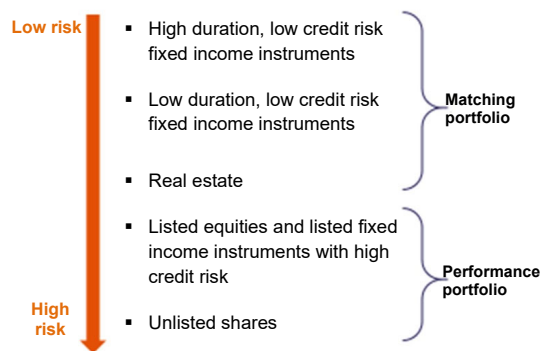 Low risk
▪ High duration, low credit risk
fixed income instruments
▪ Low duration, low credit risk
fixed income instruments
Matching
portfolio
▪ Real estate
▪ Listed equities and listed fixed
income instruments with high
credit risk
Performance
portfolio
High
risk
▪ Unlisted shares